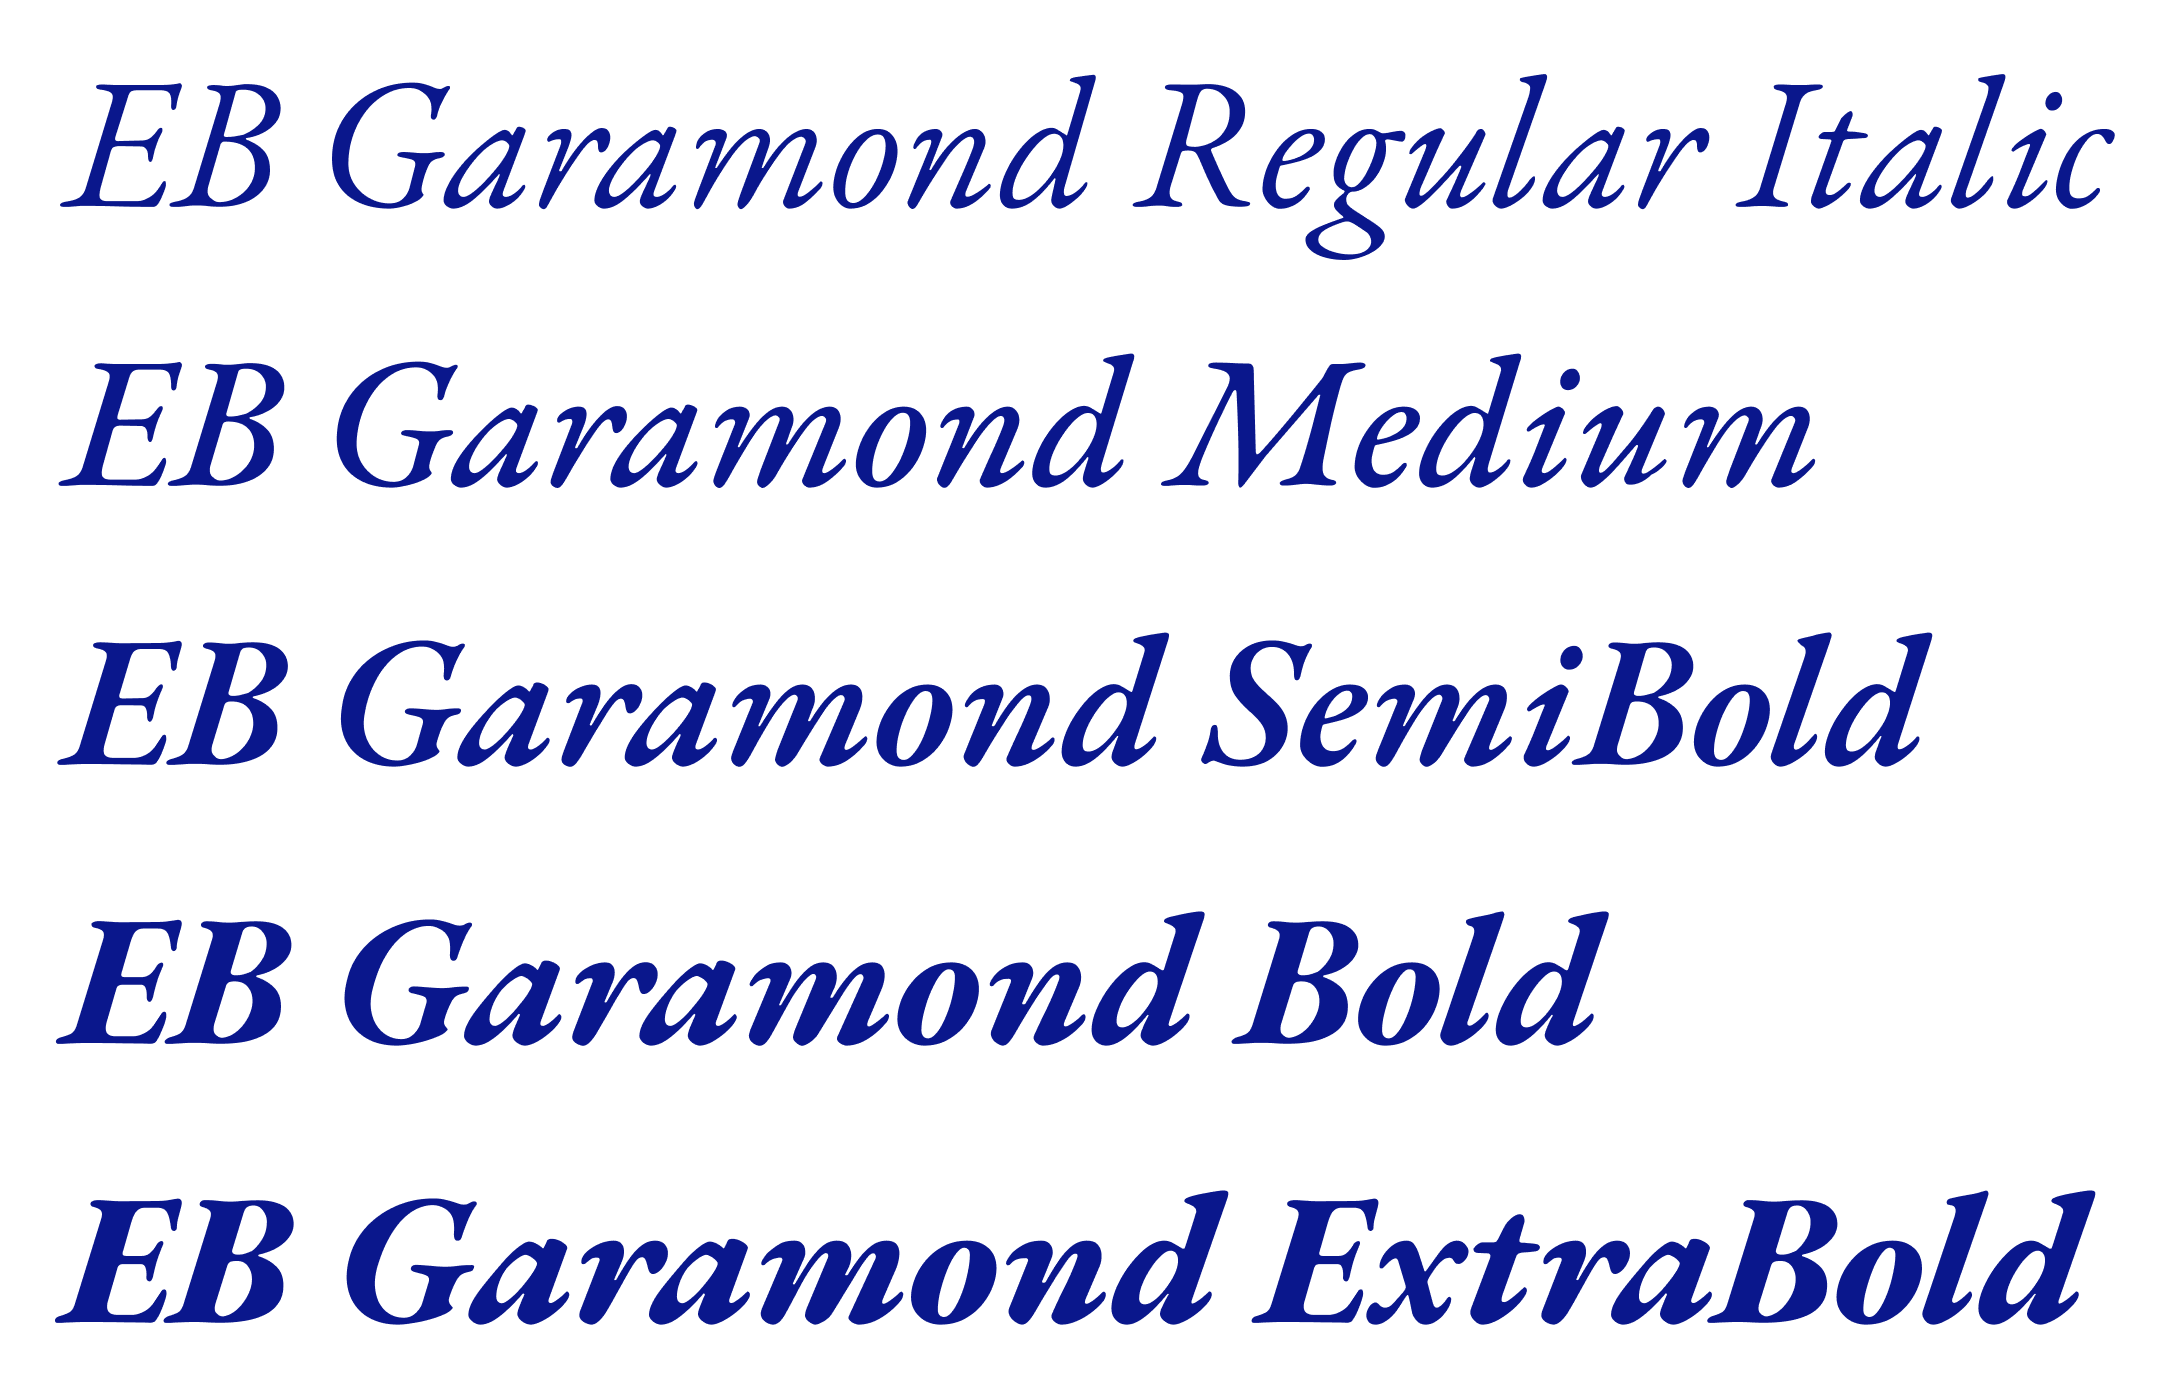 EB Garamond Regular Italic
EB Garamond Medium
EB Garamond SemiBold
EB Garamond Bold
EB Garamond ExtraBold